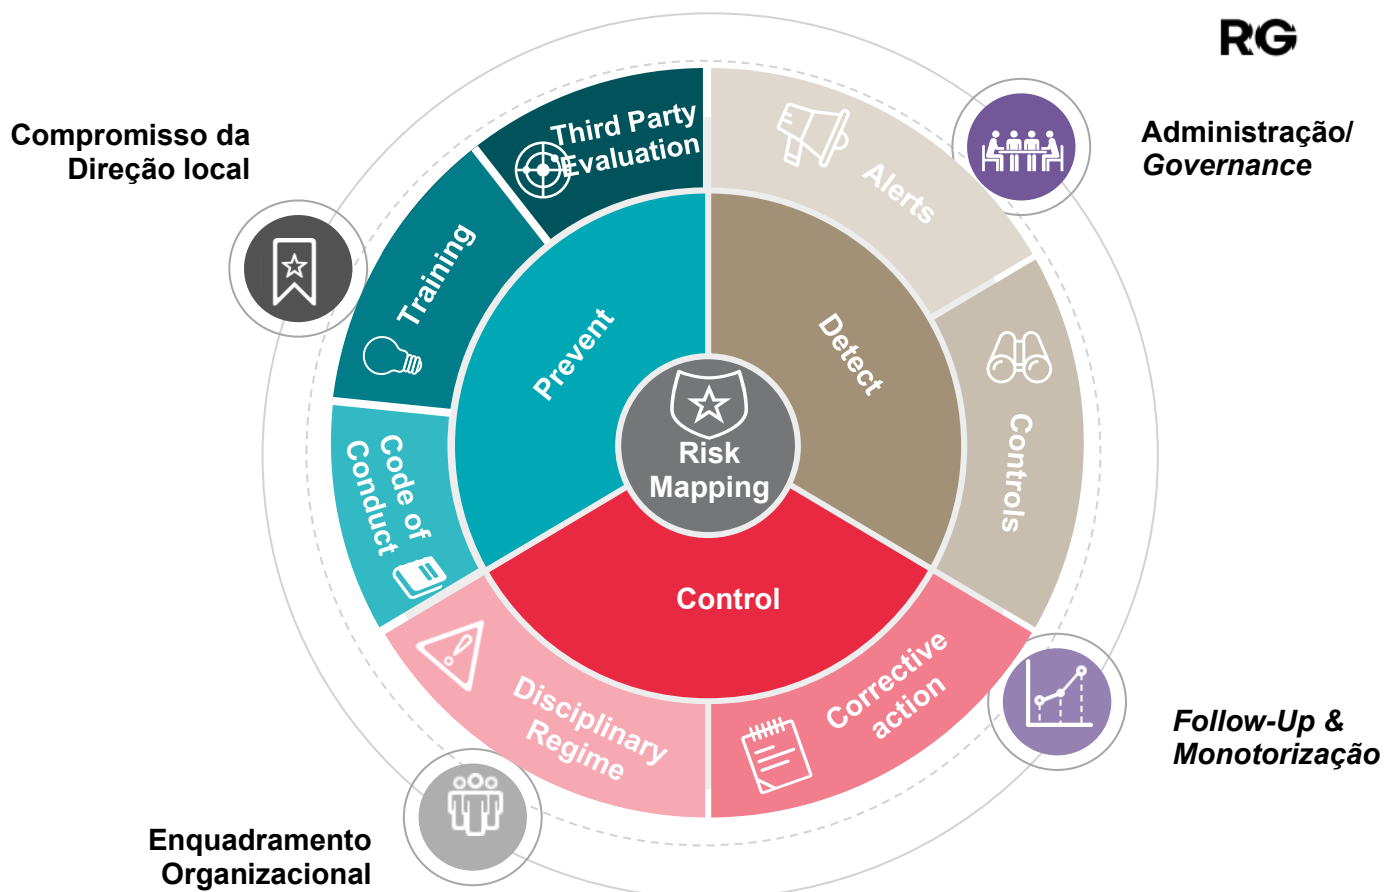 RG
Compromisso da
Direção local
Administração/
Governance
Third Party
Evaluation
Alerts
Training
Prevent
Detect
Controls
Code of
Conduct
Risk
Mapping
Control
Disciplinary
Regime
Corrective
action
Follow-Up &
Monotorização
Enquadramento
Organizacional